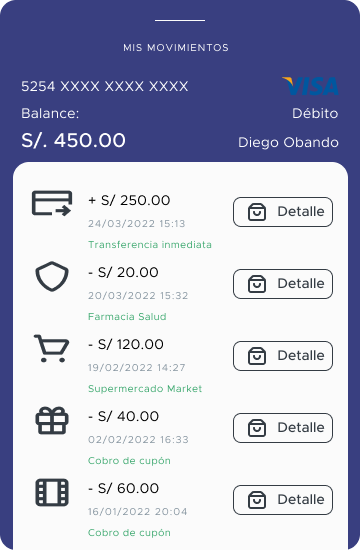 MIS MOVIMIENTOS
5254 XXXX XXXX XXXX
VISA
Balance:
Débito
S/. 450.00
Diego Obando
+ S/ 250.00
24/03/2022 15:13
Transferencia inmediata
Detalle
- S/ 20.00
20/03/2022 15:32
Farmacia Salud
Detalle
- S/ 120.00
19/02/2022 14:27
Supermercado Market
Detalle
- S/ 40.00
02/02/2022 16:33
Cobro de cupón
Detalle
- S/ 60.00
16/01/2022 20:04
Cobro de cupón
Detalle